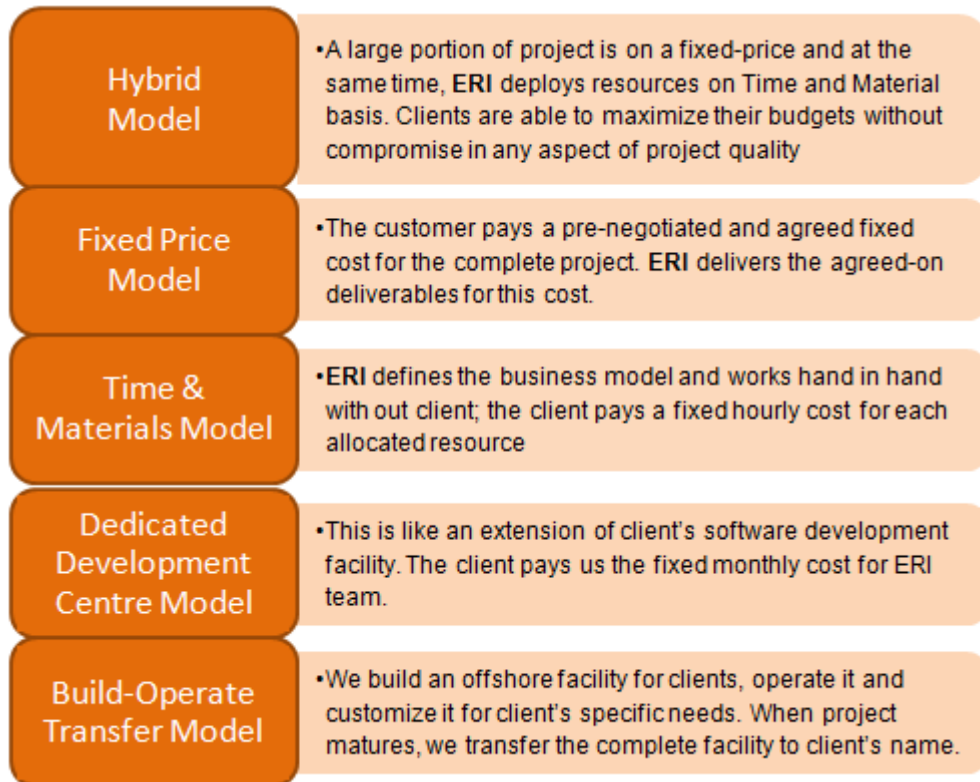 Hybrid
Model
•A large portion of project is on a fixed-price and at the
same time, ERI deploys resources on Time and Material
basis. Clients are able to maximize their budgets without
compromise in any aspect of project quality
Fixed Price
Model
•The customer pays a pre-negotiated and agreed fixed
cost for the complete project. ERI delivers the agreed-on
deliverables for this cost.
Time &
Materials Model
•ERI defines the business model and works hand in hand
with out client; the client pays a fixed hourly cost for each
allocated resource
Dedicated
Development
Centre Model
•This is like an extension of client's software development
facility. The client pays us the fixed monthly cost for ERI
team.
Build-Operate
Transfer Model
•We build an offshore facility for clients, operate it and
customize it for client's specific needs. When project
matures, we transfer the complete facility to client's name.